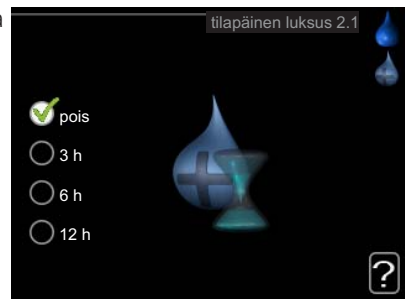 tilapäinen luksus 2.1
pois
3 h
6 h
12 h
?